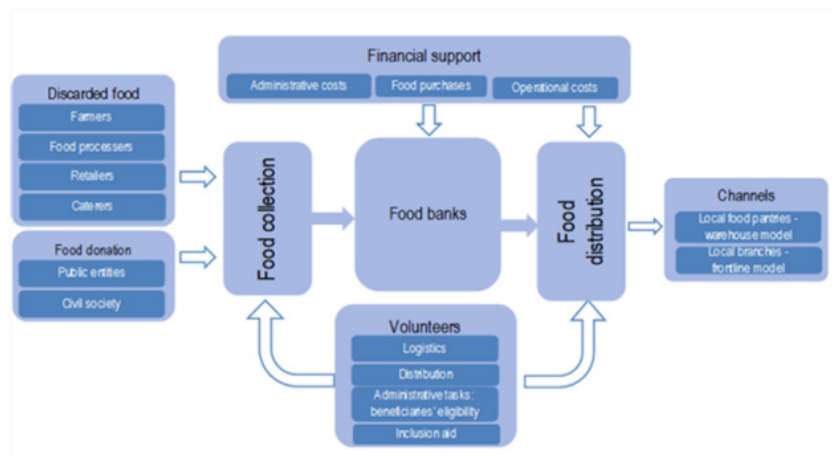 Financial support
Administrative costs
Food purchases
Operational costs
Discarded food
Farmers
Food processers
Retailers
Caterers
Food donation
Public entities
Civil society
Food collection
Food banks
Food
distribution
Channels
Local food pantries -
warehouse model
Local branches -
frontline model
Volunteers
Logistics
Distribution
Administrative tasks:
beneficiaries' eligibility
Inclusion aid